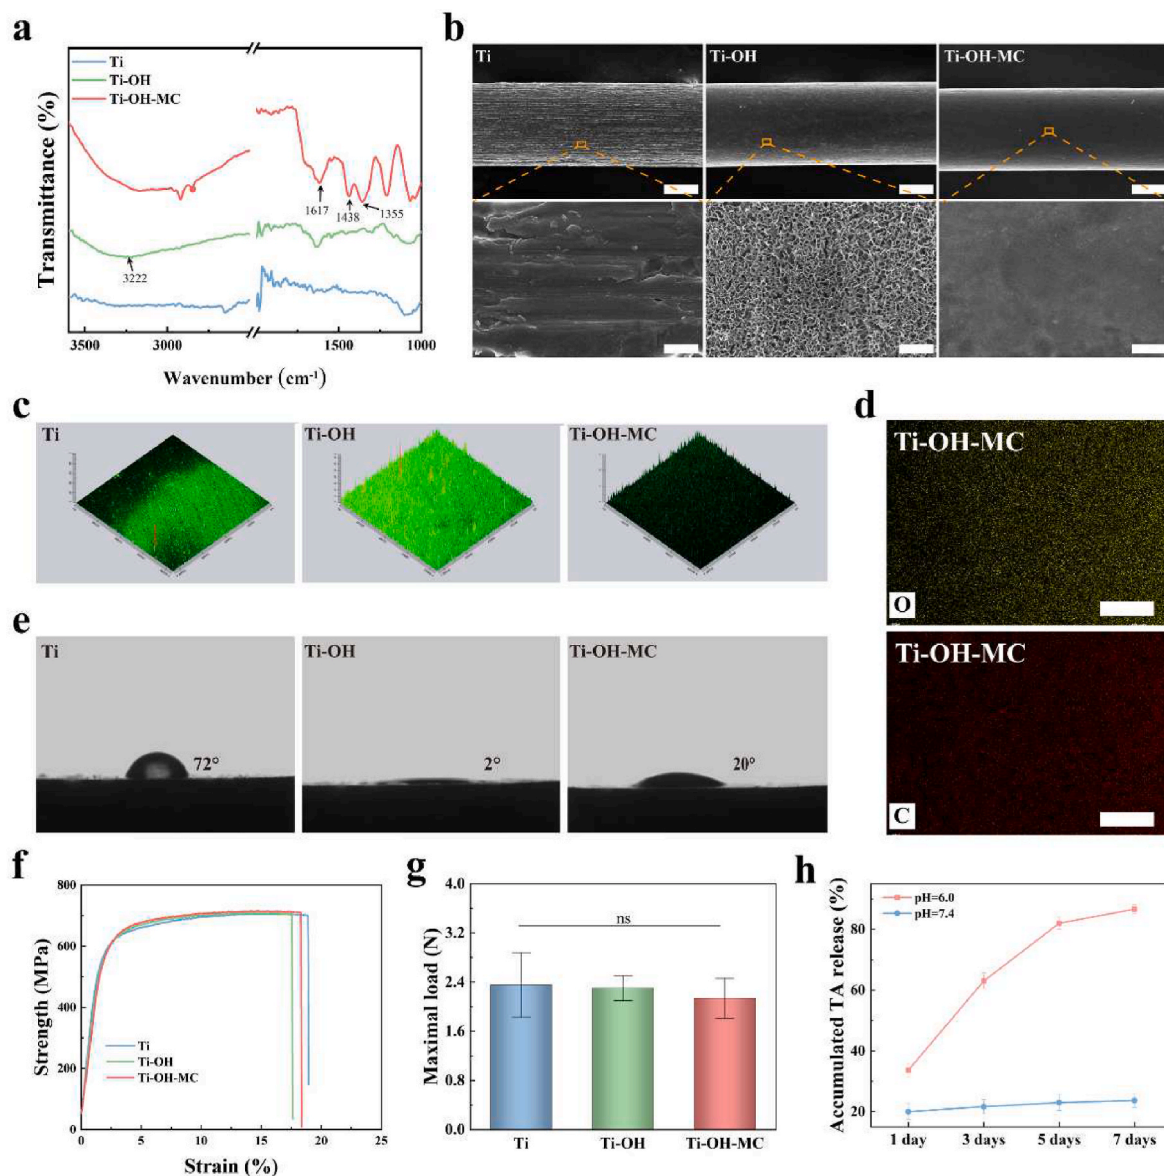 a
Ti
Ti-OH
Ti-OH-MC
Transmittance (%)
3222
1617
1438
1355
3500
3000
1500
1000
Wavenumber (cm⁻¹)
b
Ti
Ti-OH
Ti-OH-MC
c
Ti
Ti-OH
Ti-OH-MC
d
Ti-OH-MC
O
Ti-OH-MC
C
e
Ti
72°
Ti-OH
2°
Ti-OH-MC
20°
f
Strength (MPa)
800
600
400
200
0
Ti
Ti-OH
Ti-OH-MC
0
5
10
15
20
25
Strain (%)
g
Maximal load (N)
4.0
3.2
2.4
1.6
0.8
0.0
ns
Ti
Ti-OH
Ti-OH-MC
h
Accumulated TA release (%)
pH=6.0
pH=7.4
80
60
40
20
1 day
3 days
5 days
7 days